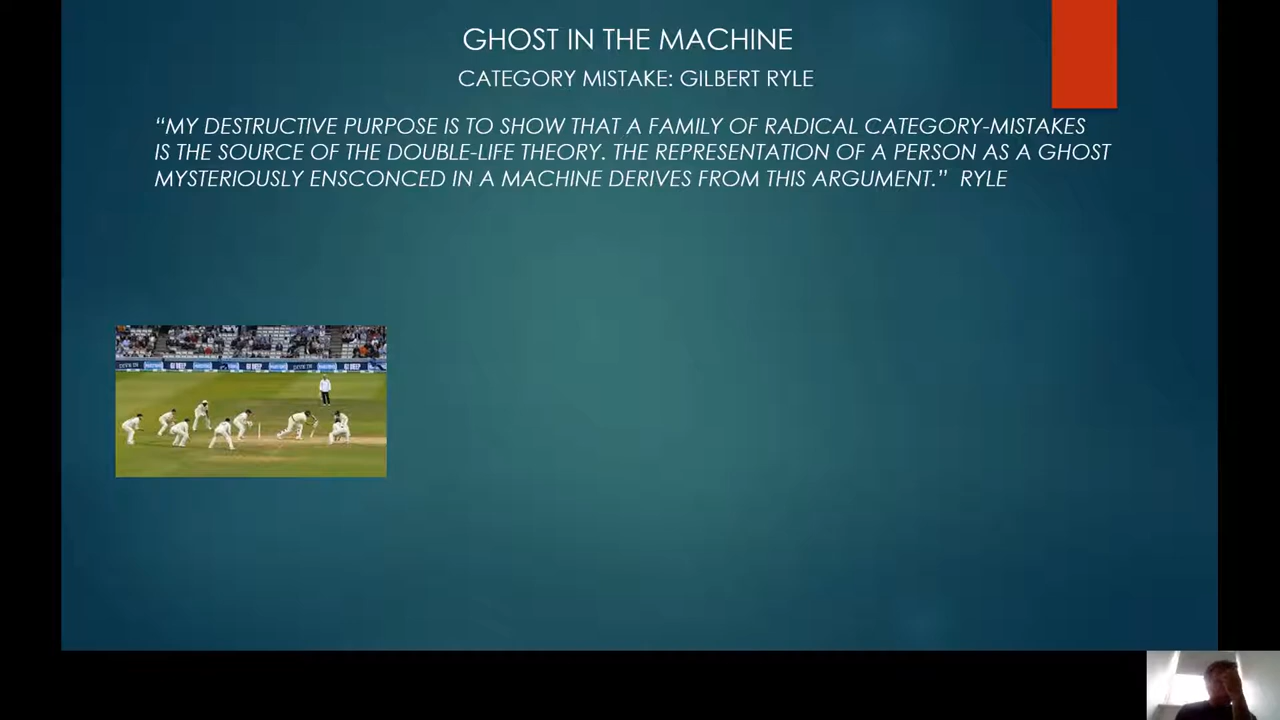 GHOST IN THE MACHINE
CATEGORY MISTAKE: GILBERT RYLE
“MY DESTRUCTIVE PURPOSE IS TO SHOW THAT A FAMILY OF RADICAL CATEGORY-MISTAKES
IS THE SOURCE OF THE DOUBLE-LIFE THEORY. THE REPRESENTATION OF A PERSON AS A GHOST
MYSTERIOUSLY ENSCONCED IN A MACHINE DERIVES FROM THIS ARGUMENT.” RYLE